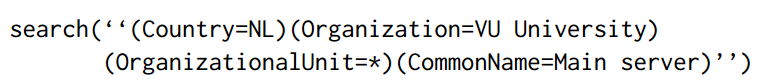 search(‘‘(Country=NL)(Organization=VU University)
(OrganizationalUnit=*)(CommonName=Main server)’’)